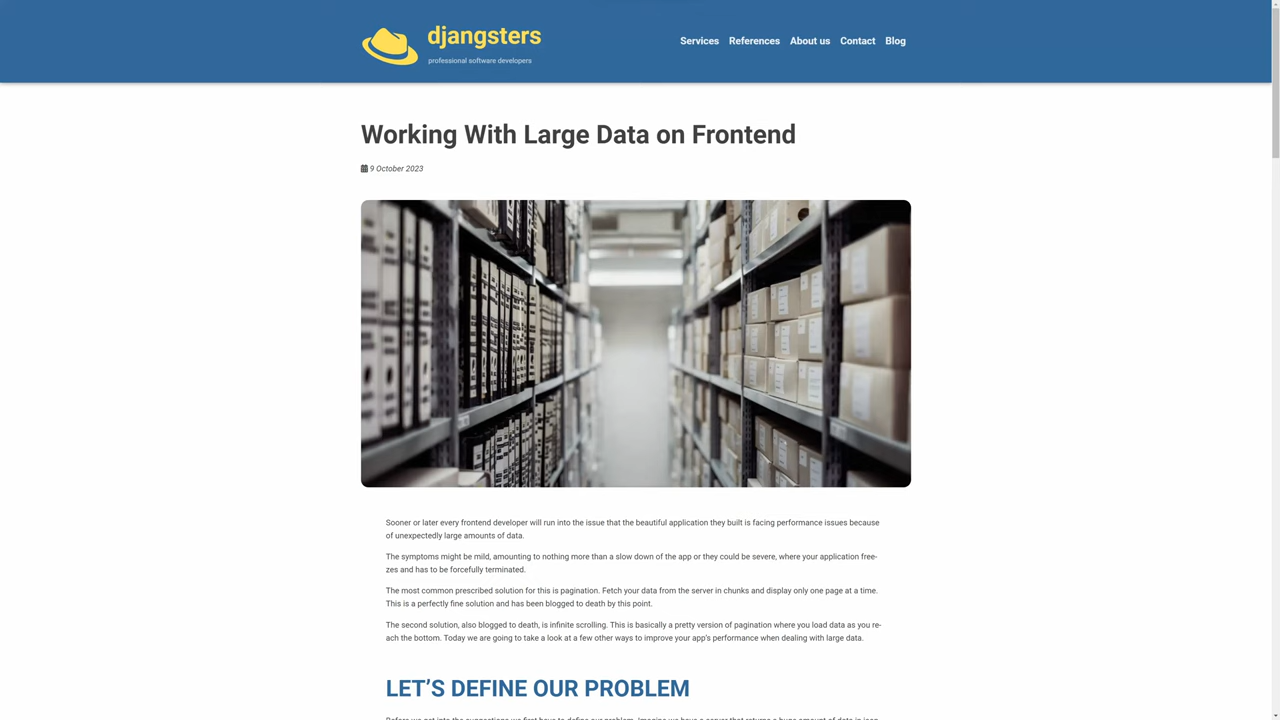 djangsters
professional software developers
Services References About us Contact Blog
Working With Large Data on Frontend
9 October 2023
Sooner or later every frontend developer will run into the issue that the beautiful application they built is facing performance issues because
of unexpectedly large amounts of data.
The symptoms might be mild, amounting to nothing more than a slow down of the app or they could be severe, where your application free-
zes and has to be forcefully terminated.
The most common prescribed solution for this is pagination. Fetch your data from the server in chunks and display only one page at a time.
This is a perfectly fine solution and has been blogged to death by this point.
The second solution, also blogged to death, is infinite scrolling. This is basically a pretty version of pagination where you load data as you re-
ach the bottom. Today we are going to take a look at a few other ways to improve your app's performance when dealing with large data.
LET'S DEFINE OUR PROBLEM